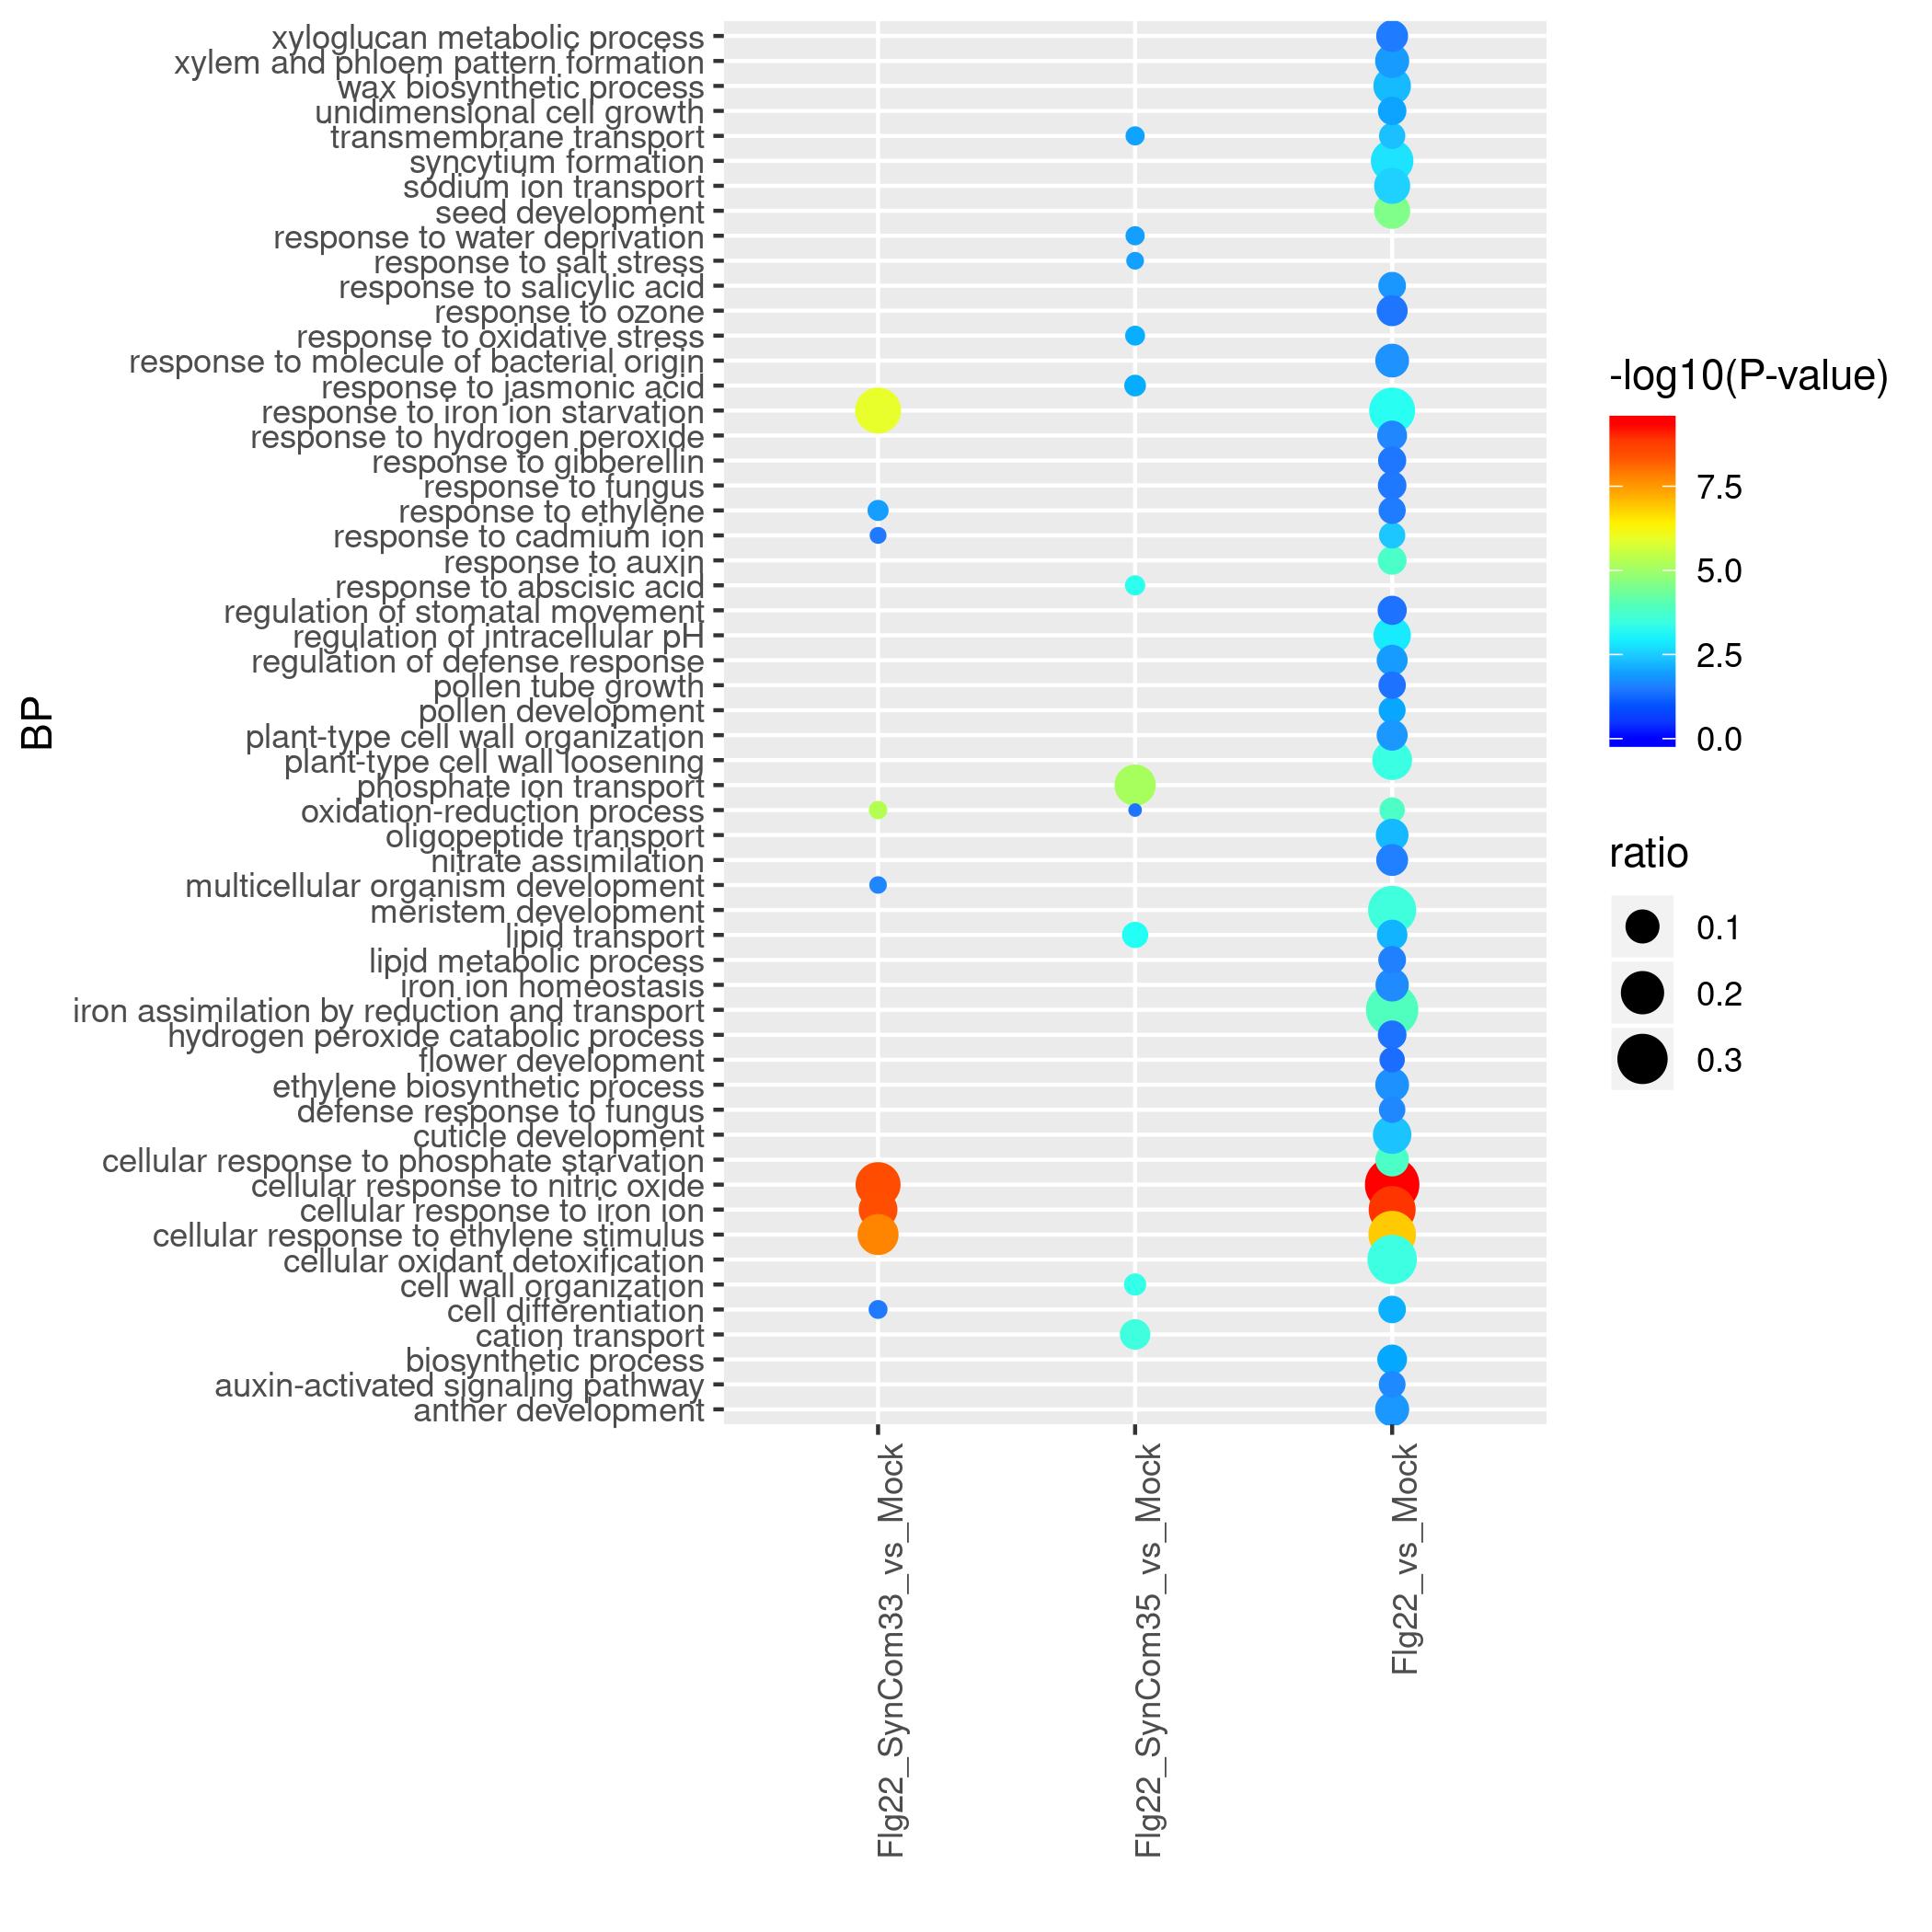 xyloglucan metabolic process
xylem and phloem pattern formation
wax biosynthetic process
unidimensional cell growth
transmembrane transport
syncytium formation
sodium ion transport
seed development
response to water deprivation
response to salt stress
response to salicylic acid
response to ozone
response to oxidative stress
response to molecule of bacterial origin
response to jasmonic acid
response to iron ion starvation
response to hydrogen peroxide
response to gibberellin
response to fungus
response to ethylene
response to cadmium ion
response to auxin
response to abscisic acid
regulation of stomatal movement
regulation of intracellular pH
regulation of defense response
pollen tube growth
pollen development
plant-type cell wall organization
plant-type cell wall loosening
phosphate ion transport
oxidation-reduction process
oligopeptide transport
nitrate assimilation
multicellular organism development
meristem development
lipid transport
lipid metabolic process
iron ion homeostasis
iron assimilation by reduction and transport
hydrogen peroxide catabolic process
flower development
ethylene biosynthetic process
defense response to fungus
cuticle development
cellular response to phosphate starvation
cellular response to nitric oxide
cellular response to iron ion
cellular response to ethylene stimulus
cellular oxidant detoxification
cell wall organization
cell differentiation
cation transport
biosynthetic process
auxin-activated signaling pathway
anther development
BP
Flg22_SynCom33_vs_Mock
Flg22_SynCom35_vs_Mock
Flg22_vs_Mock
-log10(P-value)
7.5
5.0
2.5
0.0
ratio
0.1
0.2
0.3